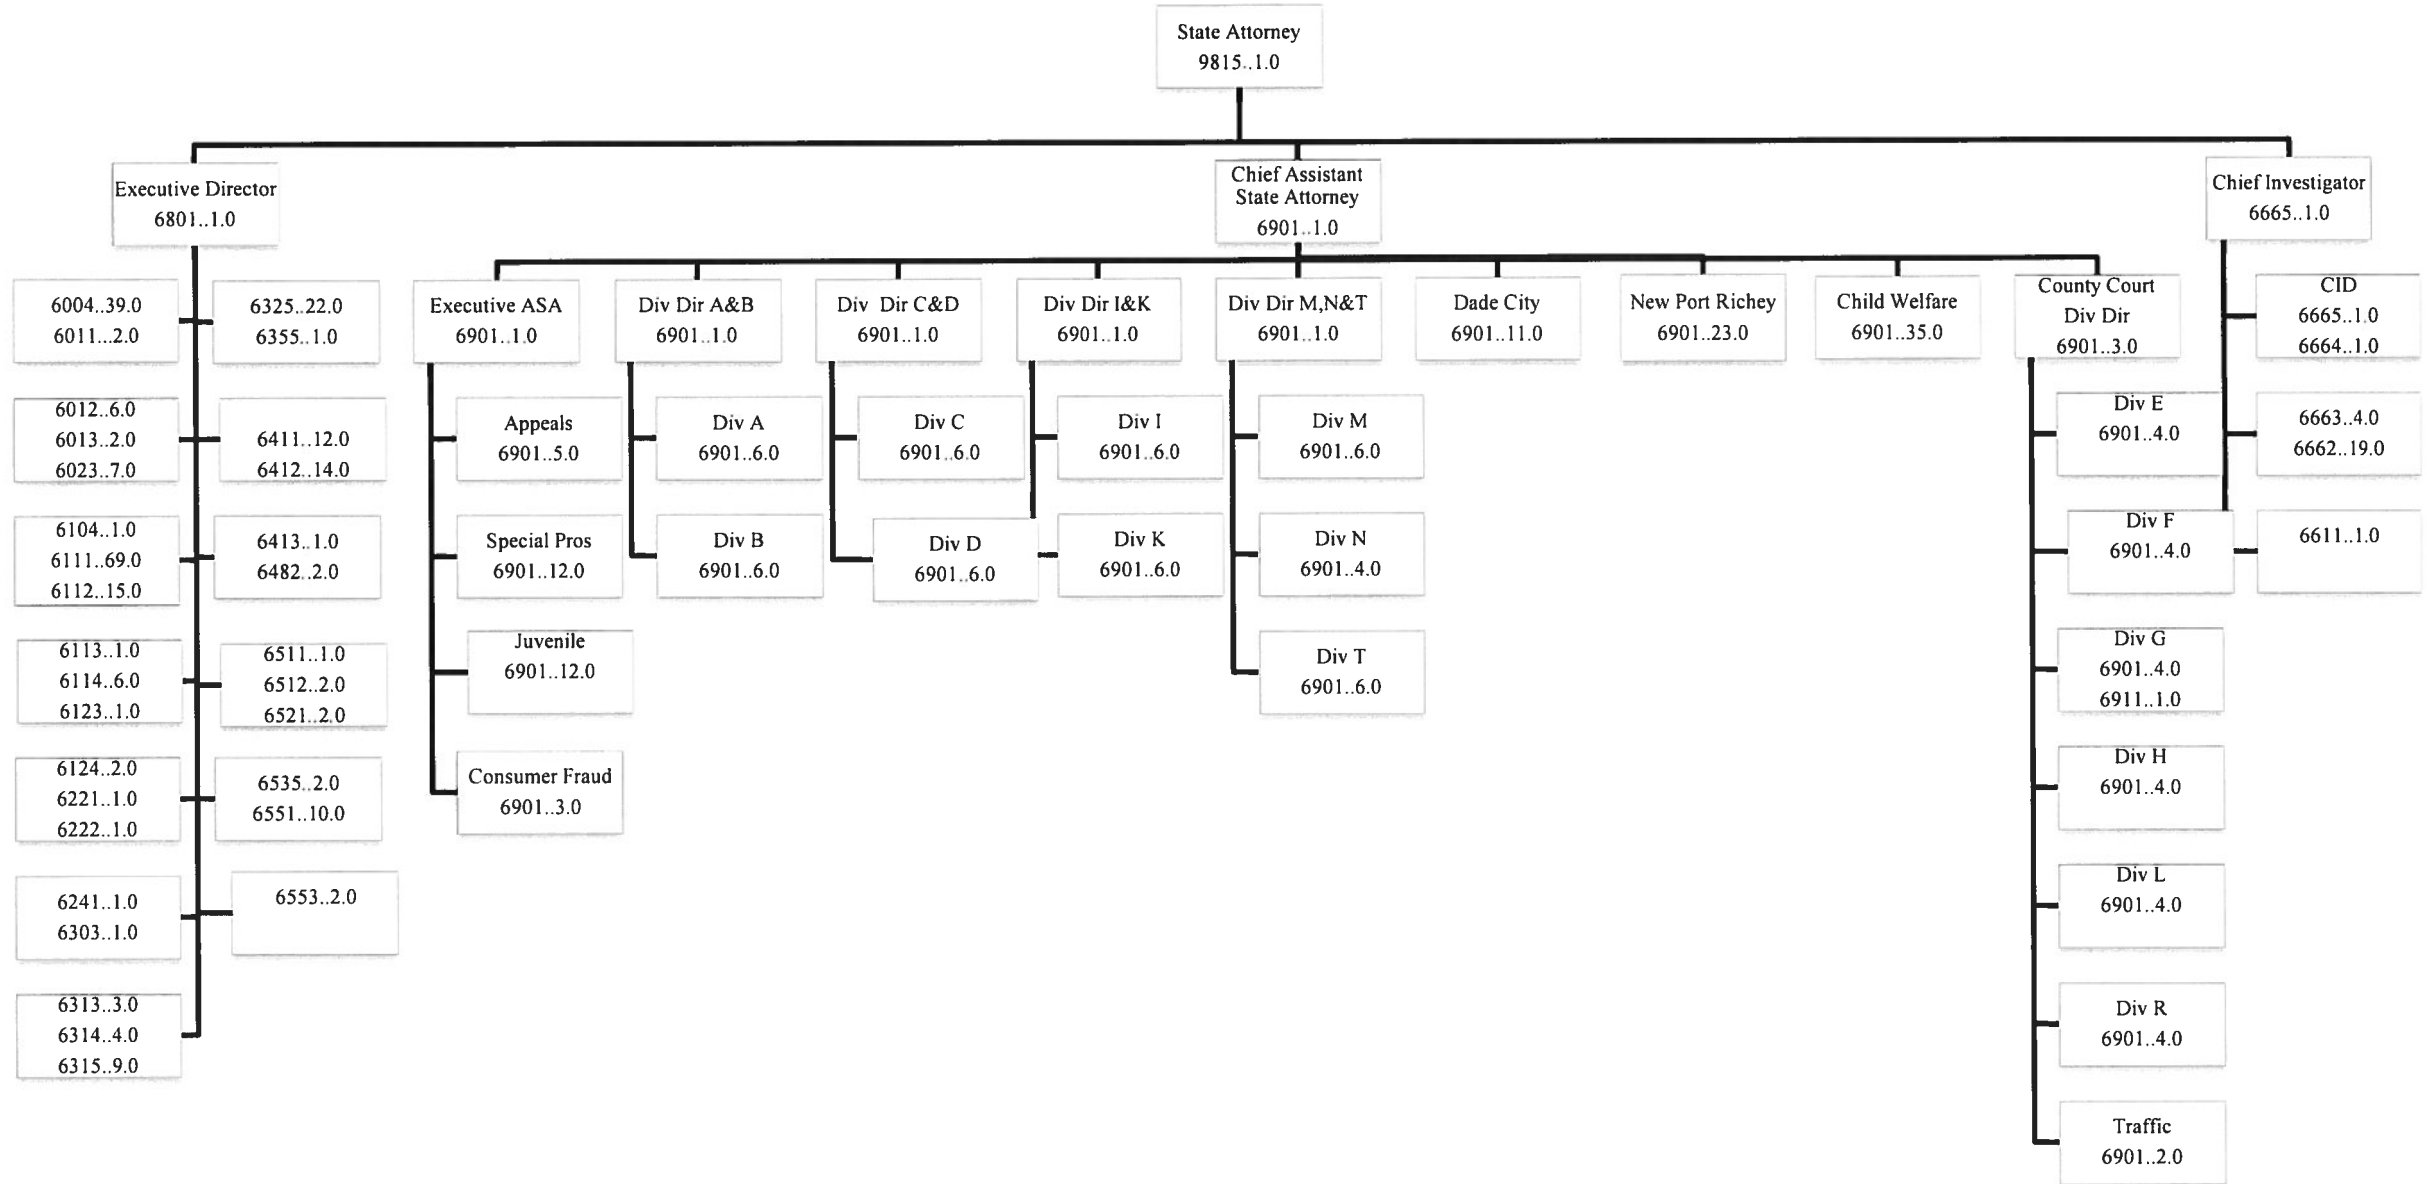 State Attorney
9815..1.0
Executive Director
6801..1.0
Chief Assistant
State Attorney
6901..1.0
Chief Investigator
6665..1.0
6004..39.0
6011...2.0
6325..22.0
6355..1.0
6012..6.0
6013..2.0
6023..7.0
6411..12.0
6412..14.0
6104..1.0
6111..69.0
6112..15.0
6413..1.0
6482..2.0
6113..1.0
6114..6.0
6123..1.0
6511..1.0
6512..2.0
6521..2.0
6124..2.0
6221..1.0
6222..1.0
6535..2.0
6551..10.0
6241..1.0
6303..1.0
6553..2.0
6313..3.0
6314..4.0
6315..9.0
Executive ASA
6901..1.0
Appeals
6901..5.0
Special Pros
6901..12.0
Juvenile
6901..12.0
Consumer Fraud
6901..3.0
Div Dir A&B
6901..1.0
Div A
6901..6.0
Div B
6901..6.0
Div Dir C&D
6901..1.0
Div C
6901..6.0
Div D
6901..6.0
Div Dir I&K
6901..1.0
Div I
6901..6.0
Div K
6901..6.0
Div Dir M,N&T
6901..1.0
Div M
6901..6.0
Div N
6901..4.0
Div T
6901..6.0
Dade City
6901..11.0
New Port Richey
6901..23.0
Child Welfare
6901..35.0
County Court
Div Dir
6901..3.0
Div E
6901..4.0
Div F
6901..4.0
Div G
6901..4.0
6911..1.0
Div H
6901..4.0
Div L
6901..4.0
Div R
6901..4.0
Traffic
6901..2.0
CID
6665..1.0
6664..1.0
6663..4.0
6662..19.0
6611..1.0